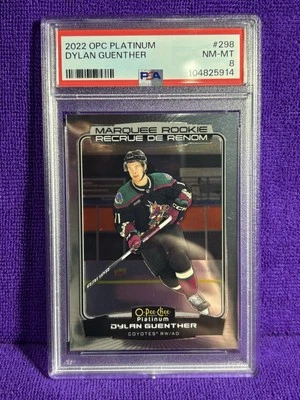 2022 OPC PLATINUM #298
DYLAN GUENTHER NM-MT
PSA 8
104825914
MARQUEE ROOKIE
RECRUE DE RENOM
11
O-Pee-Chee
Platinum
DYLAN GUENTHER
COYOTES® RW/AD